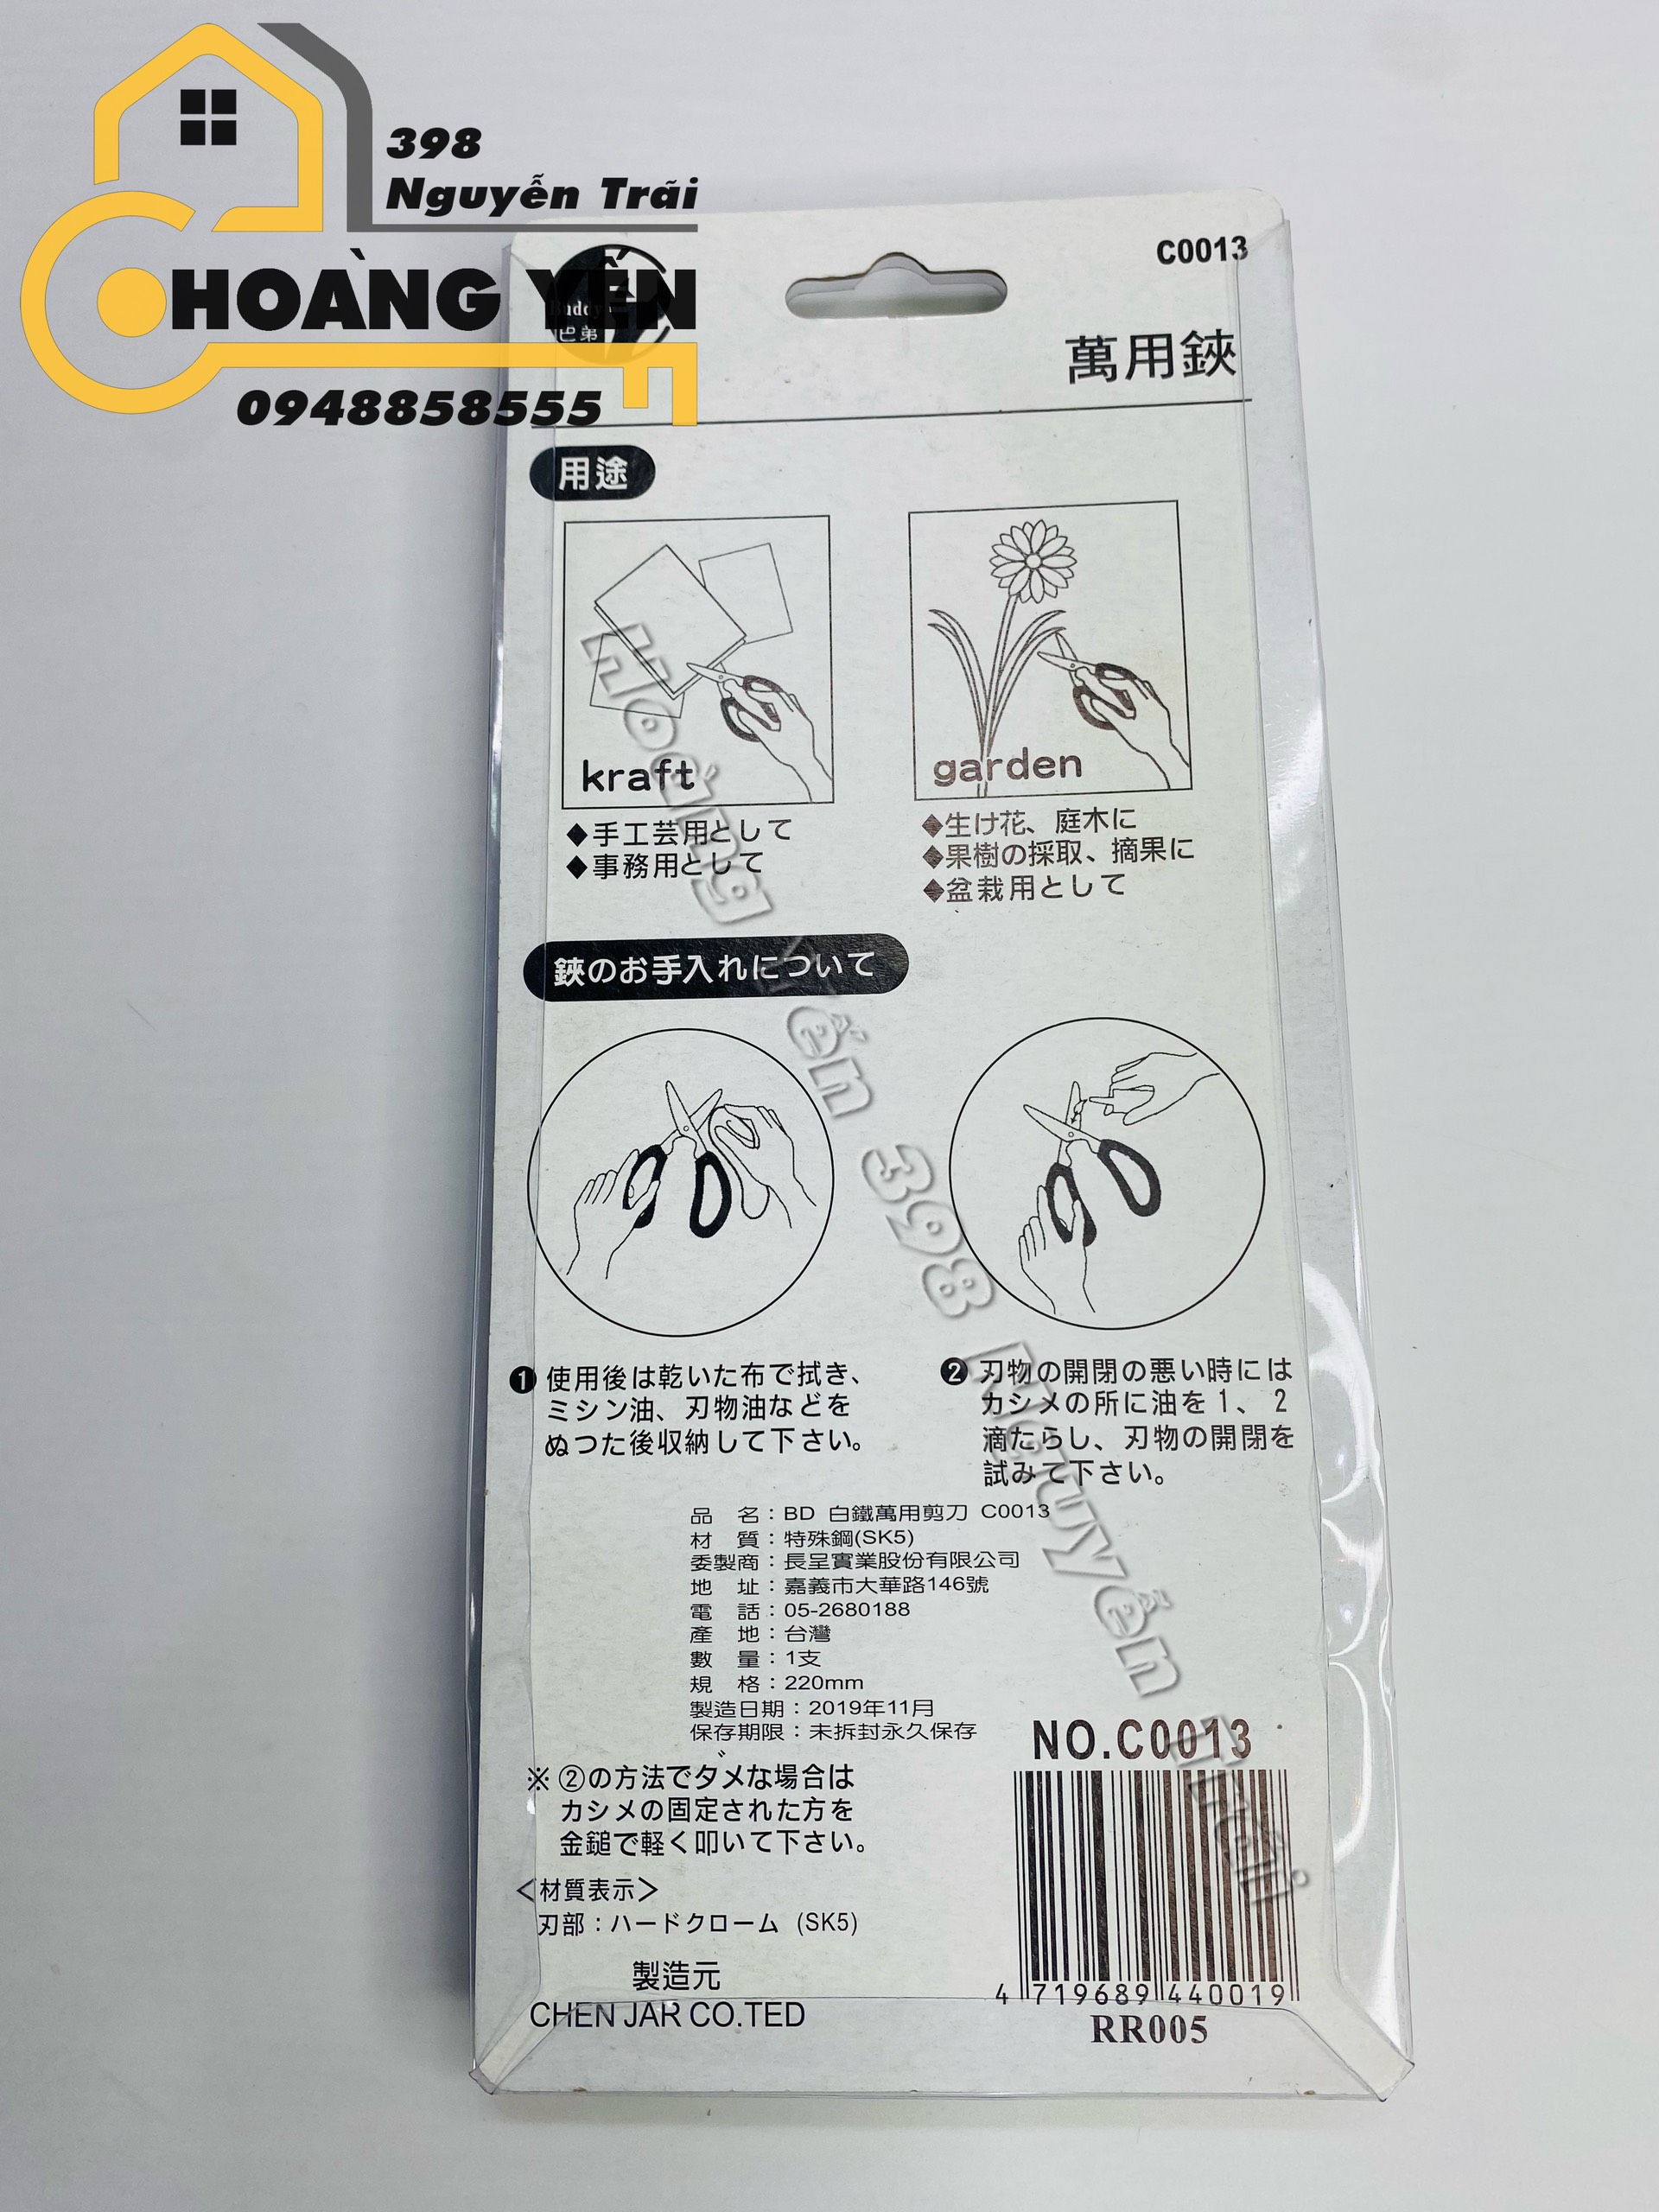 398
Nguyễn Trãi
HOÀNG YẾN
0948858555
Buddy
巴弟
C0013
萬用鋏
用途
kraft
garden
◆手工芸用として
◆事務用として
◆生け花、庭木に
◆果樹の採取、摘果に
◆盆栽用として
鋏のお手入れについて
❶ 使用後は乾いた布で拭き、
ミシン油、刃物油などを
ぬつた後収納して下さい。
❷ 刃物の開閉の悪い時には
カシメの所に油を1、2
滴たらし、刃物の開閉を
試みて下さい。
品 名：BD 白鐵萬用剪刀 C0013
材 質：特殊鋼(SK5)
委製商：長呈實業股份有限公司
地 址：嘉義市大華路146號
電 話：05-2680188
產 地：台灣
數 量：1支
規 格：220mm
製造日期：2019年11月
保存期限：未拆封永久保存
※ ②の方法でダメな場合は
カシメの固定された方を
金鎚で軽く叩いて下さい。
＜材質表示＞
刃部：ハードクローム (SK5)
製造元
CHEN JAR CO.TED
NO.C0013
4 719689 440019
RR005
Hoàng Yến 398 Nguyễn Trãi